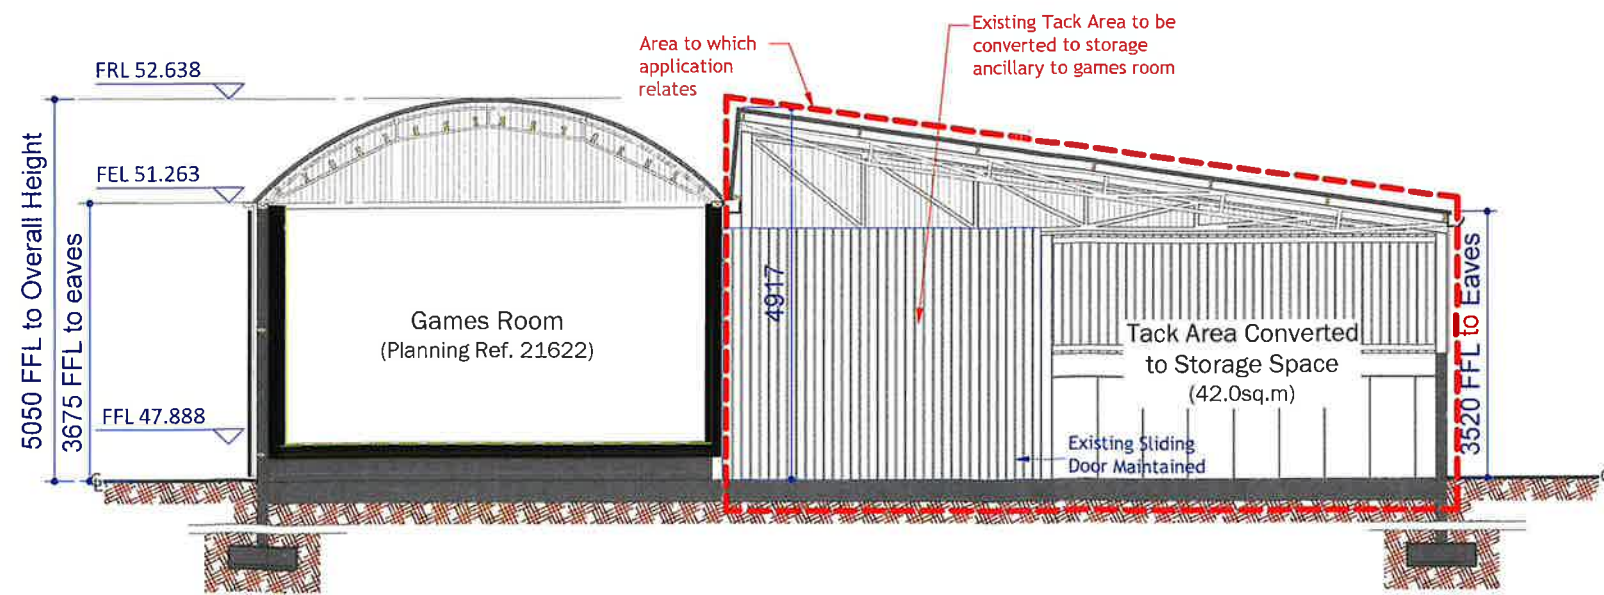 FRL 52.638
Area to which
application
relates
Existing Tack Area to be
converted to storage
ancillary to games room
FEL 51.263
5050 FFL to Overall Height
3675 FFL to eaves
FFL 47.888
Games Room
(Planning Ref. 21622)
4917
Tack Area Converted
to Storage Space
(42.0sq.m)
Existing Sliding
Door Maintained
3520 FFL to Eaves